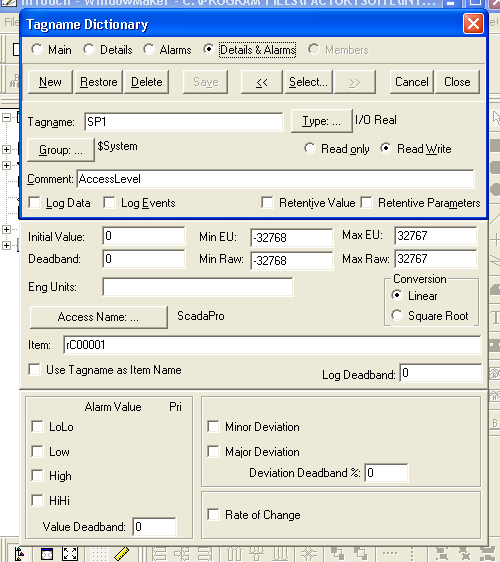 InTouch - WindowMaker - C:\PROGRAM FILES\FACTORYSUITE\INT...
Tagname Dictionary
Main Details Alarms Details & Alarms Members
New Restore Delete Save << Select... >> Cancel Close
Tagname: SP1 Type: ... I/O Real
Group: ... $System Read only Read Write
Comment: AccessLevel
Log Data Log Events Retentive Value Retentive Parameters
Initial Value: 0 Min EU: -32768 Max EU: 32767
Deadband: 0 Min Raw: -32768 Max Raw: 32767
Eng Units: Conversion
Linear
Access Name: ... ScadaPro Square Root
Item: rC00001
Use Tagname as Item Name Log Deadband: 0
Alarm Value Pri
LoLo Minor Deviation
Low Major Deviation
High Deviation Deadband %: 0
HiHi
Value Deadband: 0 Rate of Change